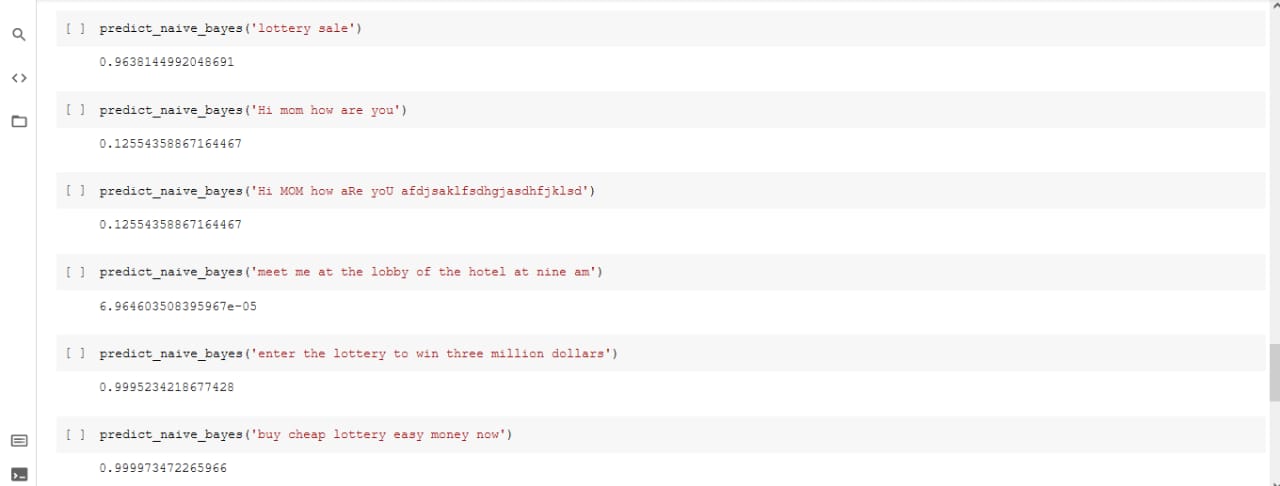 [ ] predict_naive_bayes('lottery sale')
0.9638144992048691
[ ] predict_naive_bayes('Hi mom how are you')
0.12554358867164467
[ ] predict_naive_bayes('Hi MOM how aRe yoU afdjsaklfsdhgjasdhfjklsd')
0.12554358867164467
[ ] predict_naive_bayes('meet me at the lobby of the hotel at nine am')
6.964603508395967e-05
[ ] predict_naive_bayes('enter the lottery to win three million dollars')
0.9995234218677428
[ ] predict_naive_bayes('buy cheap lottery easy money now')
0.999973472265966